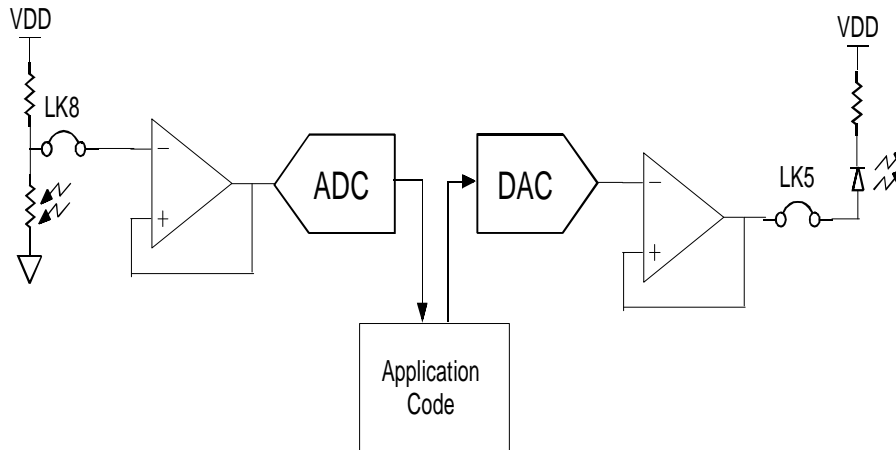 VDD
VDD
LK8
ADC
DAC
LK5
−
+
−
+
Application
Code